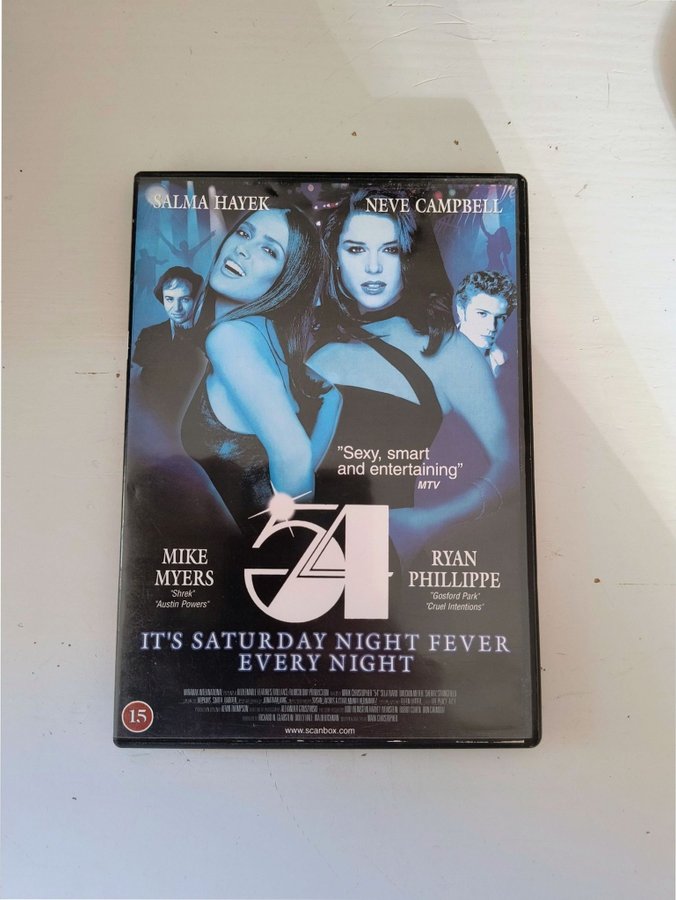 SALMA HAYEK
NEVE CAMPBELL
"Sexy, smart
and entertaining"
MTV
54
MIKE
MYERS
"Shrek"
"Austin Powers"
RYAN
PHILLIPPE
"Gosford Park"
"Cruel Intentions"
IT'S SATURDAY NIGHT FEVER
EVERY NIGHT
15
www.scanbox.com